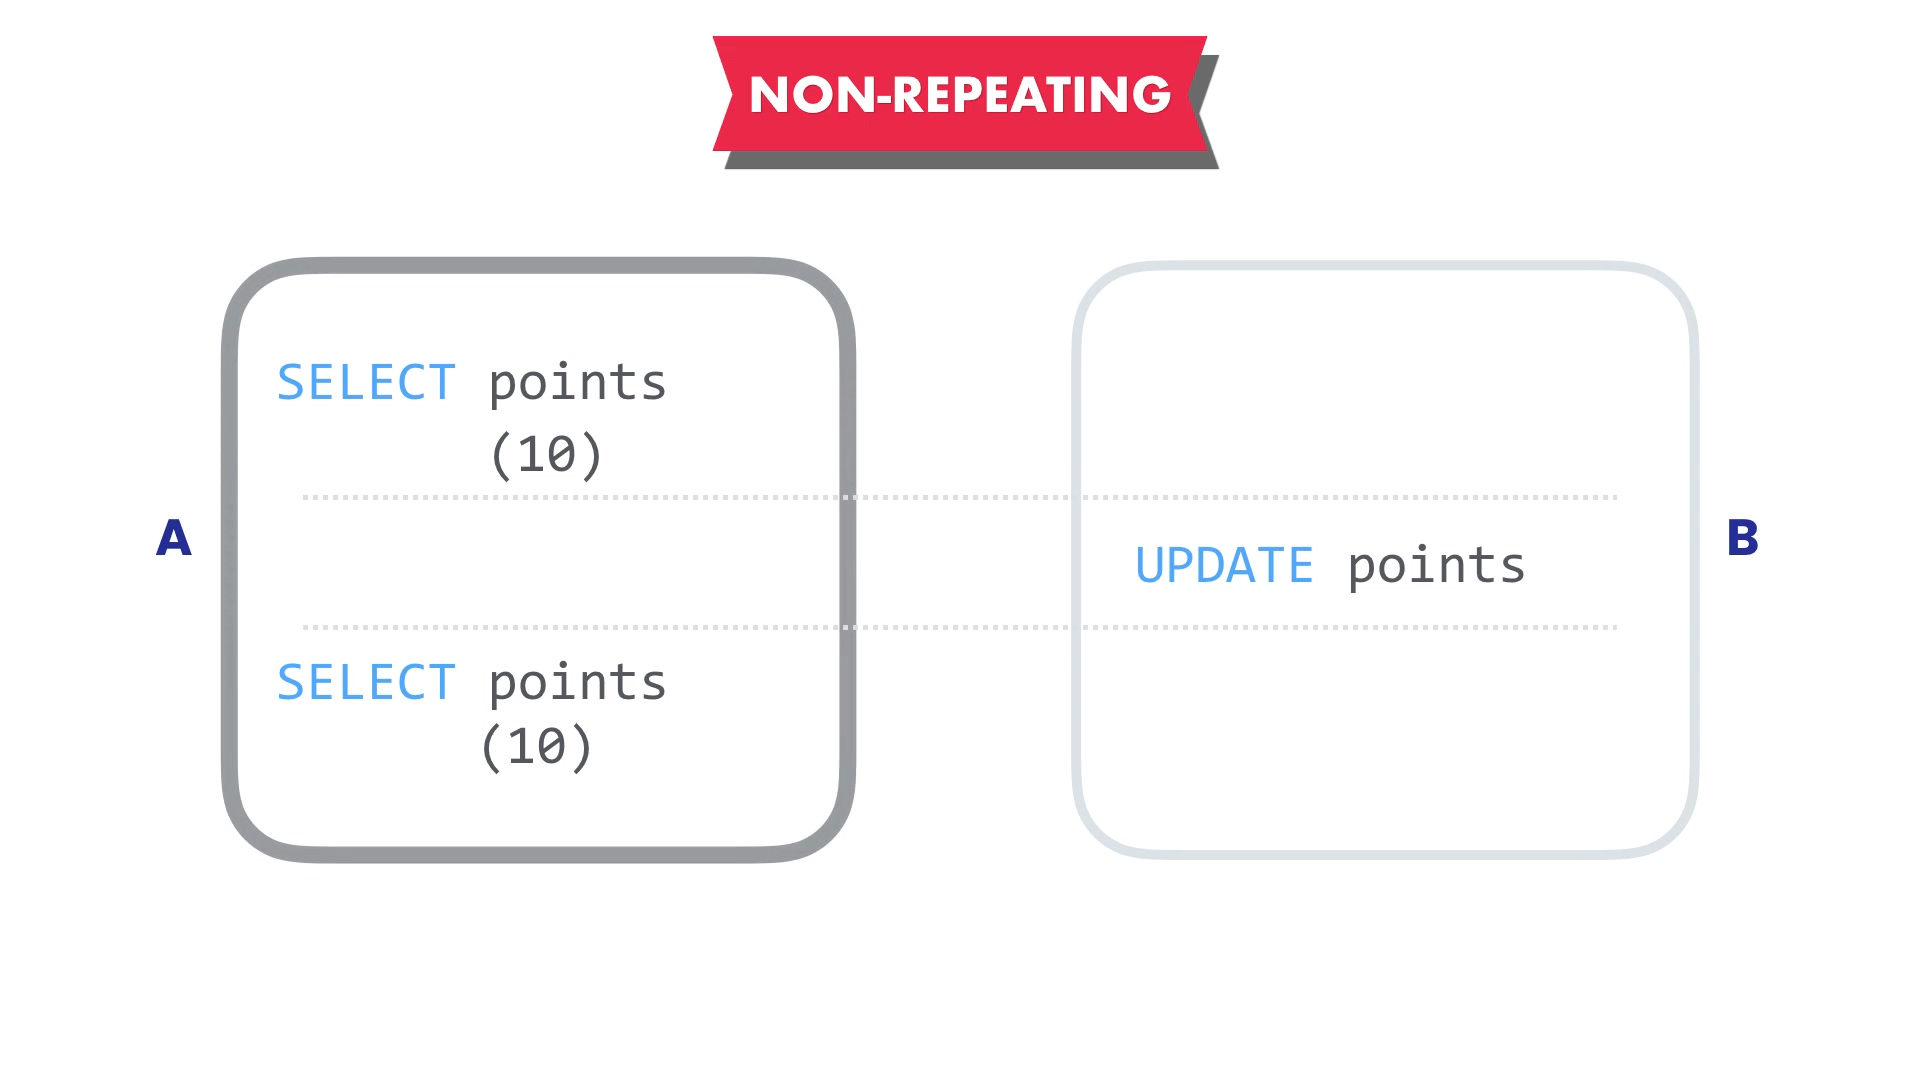 NON-REPEATING
SELECT points
(10)
A
UPDATE points
B
SELECT points
(10)